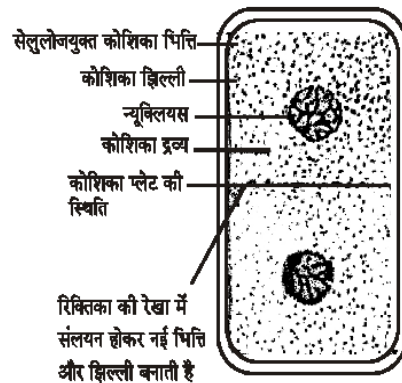 सेलुलोजयुक्त कोशिका भित्ति
कोशिका झिल्ली
न्यूक्लियस
कोशिका द्रव्य
कोशिका प्लेट की
स्थिति
रिक्तिका की रेखा में
संलयन होकर नई भित्ति
और झिल्ली बनाती है